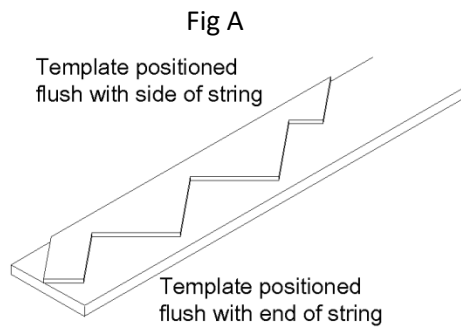 Fig A
Template positioned
flush with side of string
Template positioned
flush with end of string